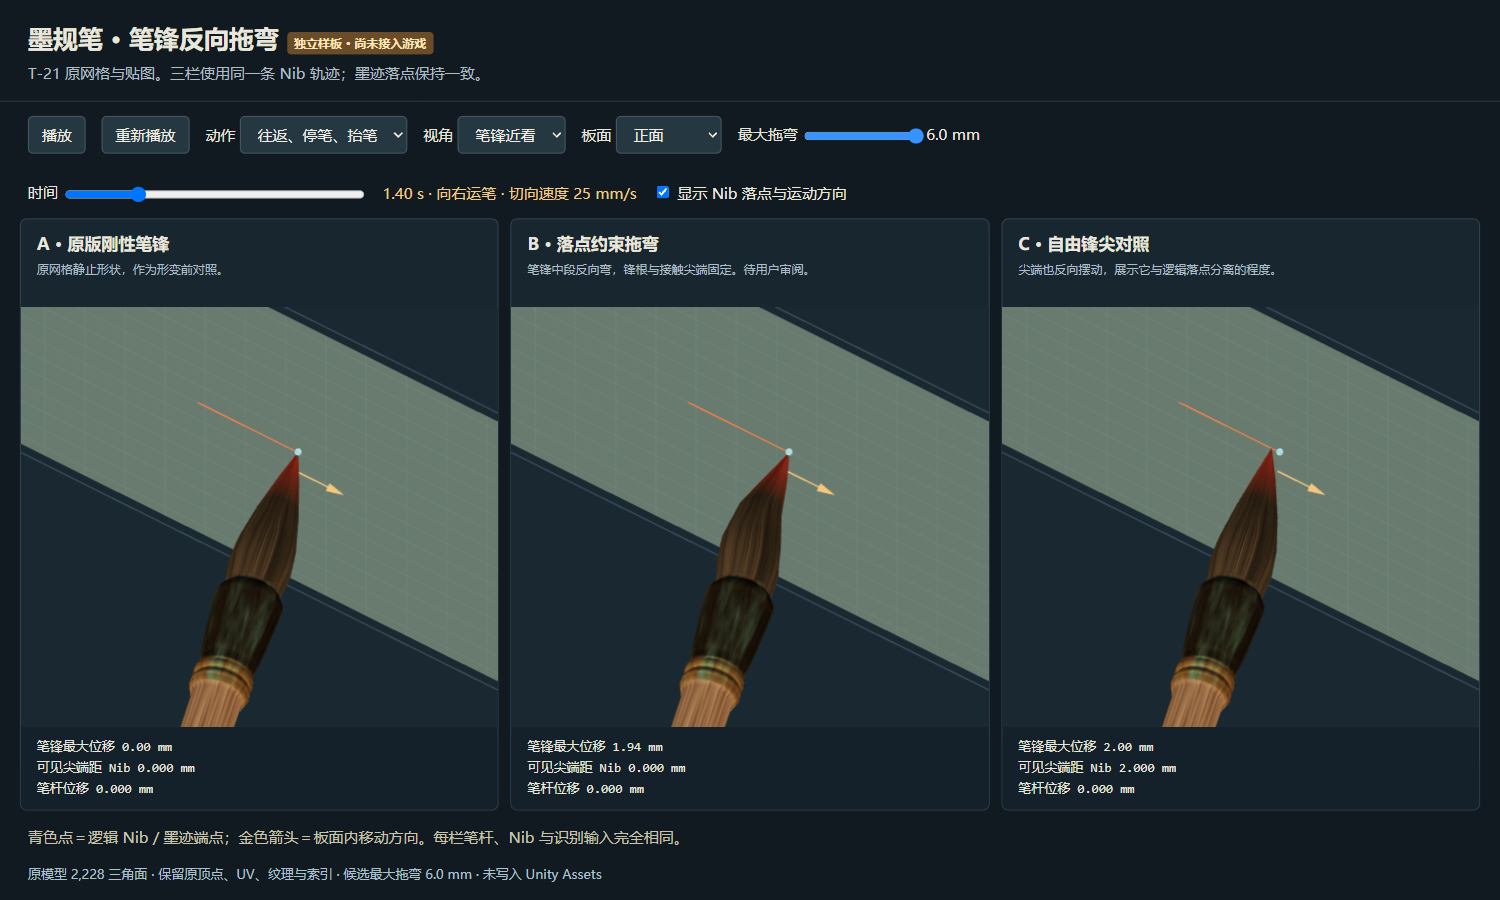 墨规笔・笔锋反向拖弯 独立样板・尚未接入游戏
T-21 原网格与贴图。三栏使用同一条 Nib 轨迹；墨迹落点保持一致。
播放 重新播放 动作 往返、停笔、抬笔 视角 笔锋近看 板面 正面 最大拖弯 6.0 mm
时间 1.40 s · 向右运笔 · 切向速度 25 mm/s 显示 Nib 落点与运动方向
A・原版刚性笔锋
原网格静止形状，作为形变前对照。
笔锋最大位移 0.00 mm
可见尖端距 Nib 0.000 mm
笔杆位移 0.000 mm
B・落点约束拖弯
笔锋中段反向弯，锋根与接触尖端固定。待用户审阅。
笔锋最大位移 1.94 mm
可见尖端距 Nib 0.000 mm
笔杆位移 0.000 mm
C・自由锋尖对照
尖端也反向摆动，展示它与逻辑落点分离的程度。
笔锋最大位移 2.00 mm
可见尖端距 Nib 2.000 mm
笔杆位移 0.000 mm
青色点＝逻辑 Nib / 墨迹端点；金色箭头＝板面内移动方向。每栏笔杆、Nib 与识别输入完全相同。
原模型 2,228 三角面 · 保留原顶点、UV、纹理与索引 · 候选最大拖弯 6.0 mm · 未写入 Unity Assets